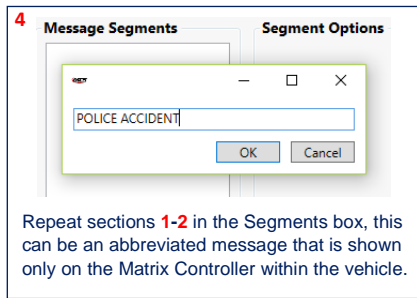 4
Message Segments Segment Options
POLICE ACCIDENT
OK Cancel
Repeat sections 1-2 in the Segments box, this
can be an abbreviated message that is shown
only on the Matrix Controller within the vehicle.